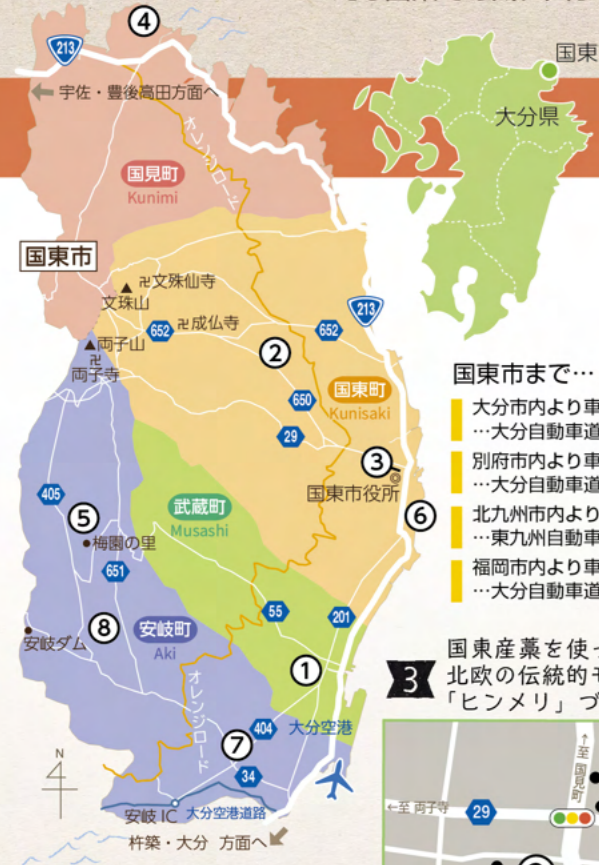 ④
213
← 宇佐・豊後高田方面へ
オレンジロード
国見町
Kunimi
国東
大分県
国東市
卍文殊仙寺
▲
文珠山
652
卍成仏寺
652
213
▲両子山
卍
両子寺
②
650
国東町
Kunisaki
29
③
国東市役所
405
⑤
武蔵町
Musashi
⑥
●梅園の里
651
55
201
⑧
安岐町
Aki
安岐ダム
①
オレンジロード
404
大分空港
⑦
34
N
安岐 IC
大分空港道路
杵築・大分 方面へ
国東市まで…
大分市内より車
…大分自動車道
別府市内より車
…大分自動車道
北九州市内より
…東九州自動車
福岡市内より車
…大分自動車道
3
国東産藁を使っ
北欧の伝統的モ
「ヒンメリ」づ
←至 両子寺
29
←至 国見町